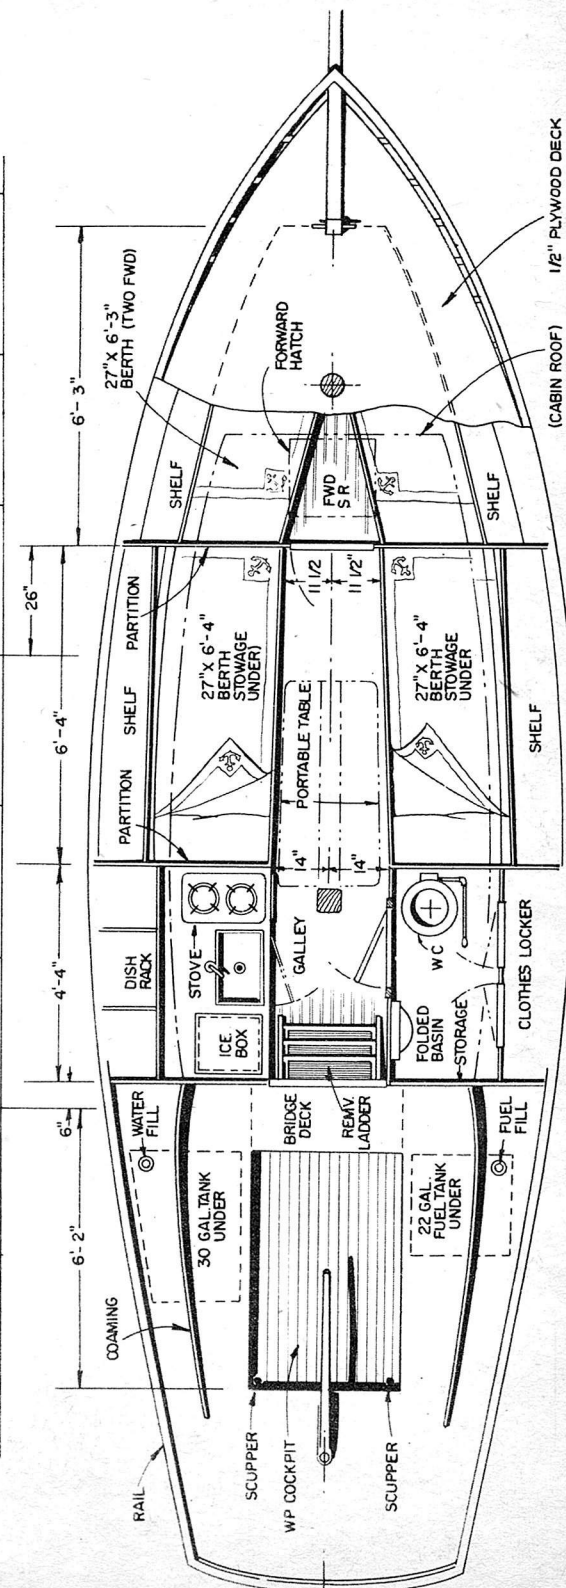 1/2" PLYWOOD DECK
(CABIN ROOF)
6'-3"
27" X 6'-3"
BERTH (TWO FWD)
FORWARD
HATCH
SHELF
FWD
S R
SHELF
26"
PARTITION
11 1/2
11 1/2"
6'-4"
SHELF
27" X 6'-4"
BERTH
STOWAGE
UNDER)
27" X 6'-4"
BERTH
STOWAGE
UNDER
SHELF
PORTABLE TABLE
PARTITION
14"
14"
4'-4"
DISH
RACK
STOVE
GALLEY
WC
CLOTHES LOCKER
ICE
BOX
FOLDED
BASIN
STORAGE
6"
WATER
FILL
BRIDGE
DECK
REMV.
LADDER
FUEL
FILL
6'-2"
30 GAL.TANK
UNDER
22 GAL.
FUEL TANK
UNDER
COAMING
RAIL
SCUPPER
WP COCKPIT
SCUPPER